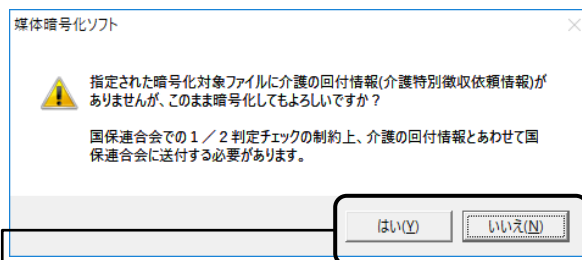 媒体暗号化ソフト
指定された暗号化対象ファイルに介護の回付情報(介護特別徴収依頼情報)が
ありませんが、このまま暗号化してもよろしいですか？
国保連合会での１／２判定チェックの制約上、介護の回付情報とあわせて国
保連合会に送付する必要があります。
はい(Y) いいえ(N)